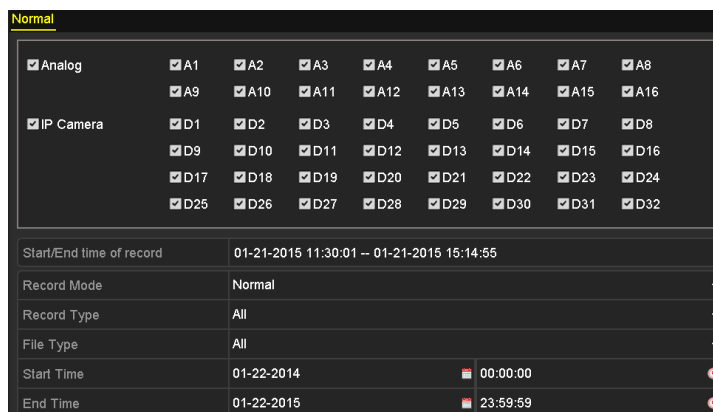 Normal
Analog A1 A2 A3 A4 A5 A6 A7 A8
A9 A10 A11 A12 A13 A14 A15 A16
IP Camera D1 D2 D3 D4 D5 D6 D7 D8
D9 D10 D11 D12 D13 D14 D15 D16
D17 D18 D19 D20 D21 D22 D23 D24
D25 D26 D27 D28 D29 D30 D31 D32
Start/End time of record 01-21-2015 11:30:01 -- 01-21-2015 15:14:55
Record Mode Normal
Record Type All
File Type All
Start Time 01-22-2014 00:00:00
End Time 01-22-2015 23:59:59